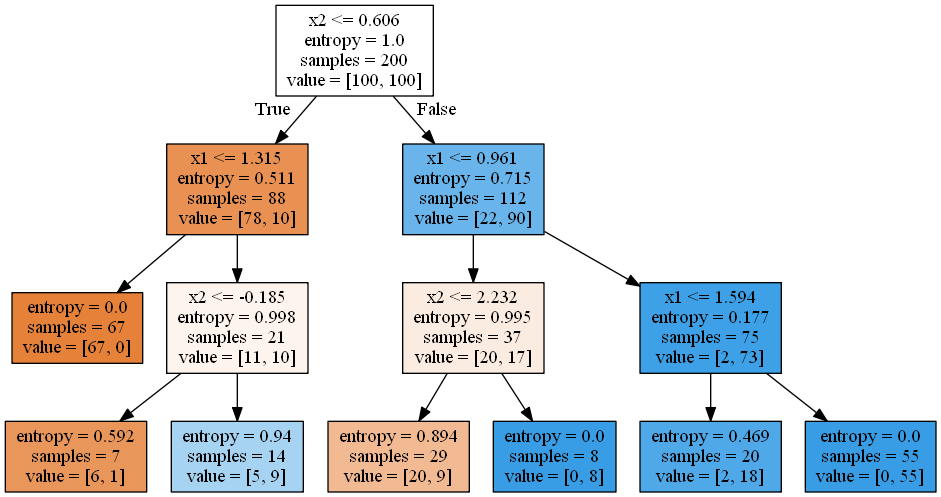 x2 <= 0.606
entropy = 1.0
samples = 200
value = [100, 100]
True
False
x1 <= 1.315
entropy = 0.511
samples = 88
value = [78, 10]
x1 <= 0.961
entropy = 0.715
samples = 112
value = [22, 90]
entropy = 0.0
samples = 67
value = [67, 0]
x2 <= -0.185
entropy = 0.998
samples = 21
value = [11, 10]
x2 <= 2.232
entropy = 0.995
samples = 37
value = [20, 17]
x1 <= 1.594
entropy = 0.177
samples = 75
value = [2, 73]
entropy = 0.592
samples = 7
value = [6, 1]
entropy = 0.94
samples = 14
value = [5, 9]
entropy = 0.894
samples = 29
value = [20, 9]
entropy = 0.0
samples = 8
value = [0, 8]
entropy = 0.469
samples = 20
value = [2, 18]
entropy = 0.0
samples = 55
value = [0, 55]